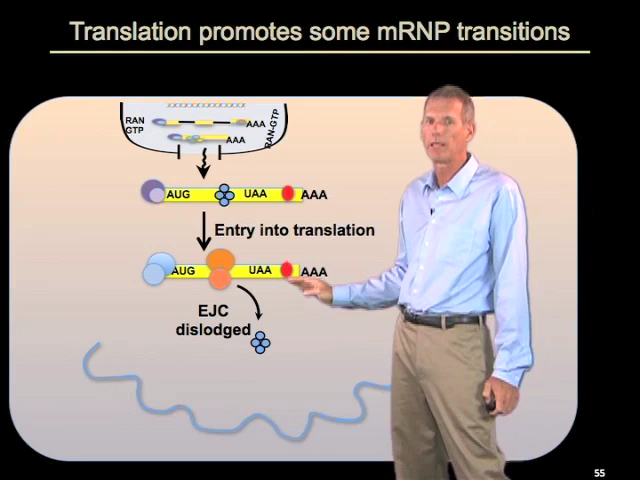 Translation promotes some mRNP transitions
RAN
GTP
AAA
AAA
RAN-GTP
AUG
UAA
AAA
Entry into translation
AUG
UAA
AAA
EJC
dislodged
55